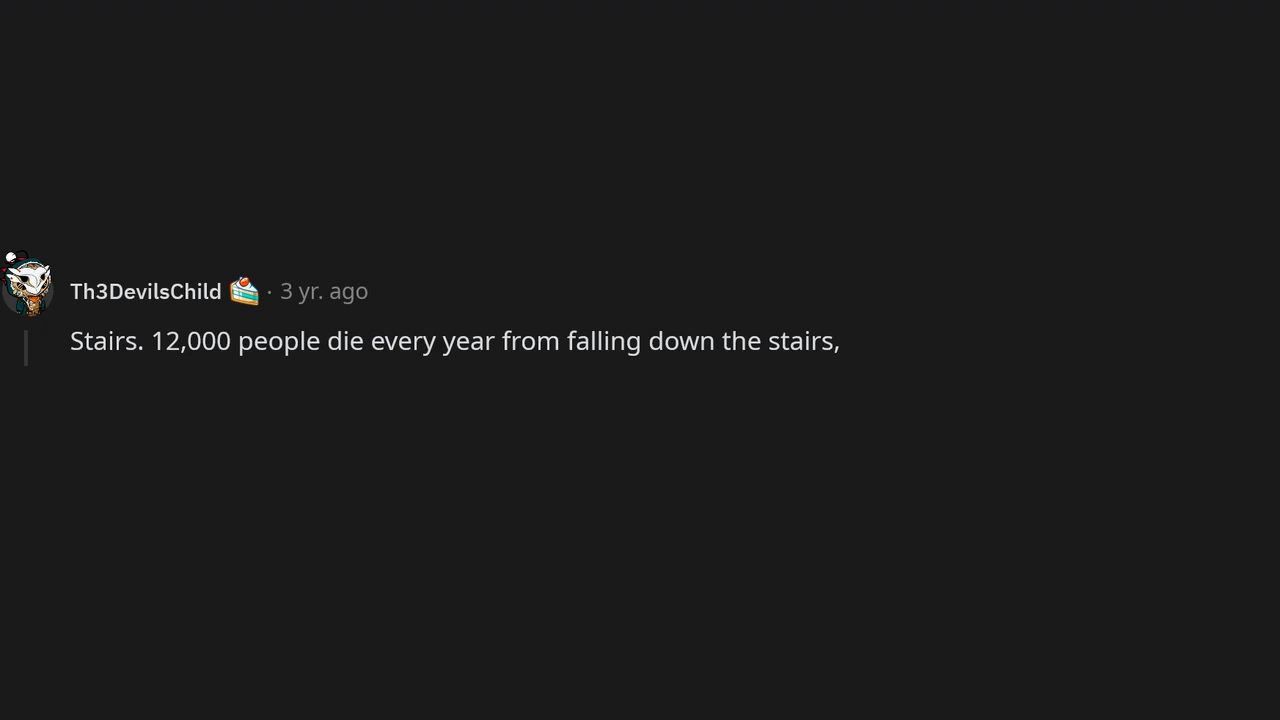 Th3DevilsChild · 3 yr. ago
Stairs. 12,000 people die every year from falling down the stairs,